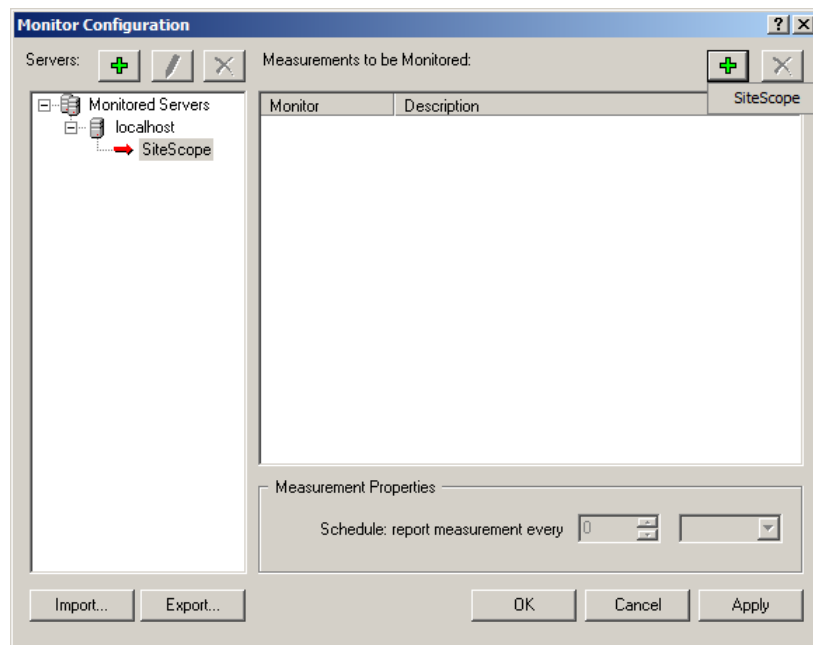 Monitor Configuration
Servers:
Measurements to be Monitored:
SiteScope
Monitored Servers
localhost
SiteScope
Monitor Description
Measurement Properties
Schedule: report measurement every 0
Import... Export... OK Cancel Apply